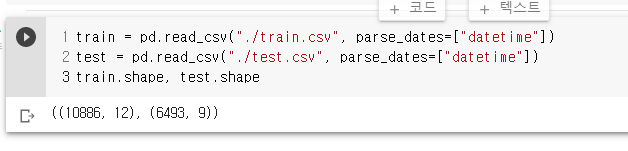 + 코드 + 텍스트
1 train = pd.read_csv("./train.csv", parse_dates=["datetime"])
2 test = pd.read_csv("./test.csv", parse_dates=["datetime"])
3 train.shape, test.shape
((10886, 12), (6493, 9))